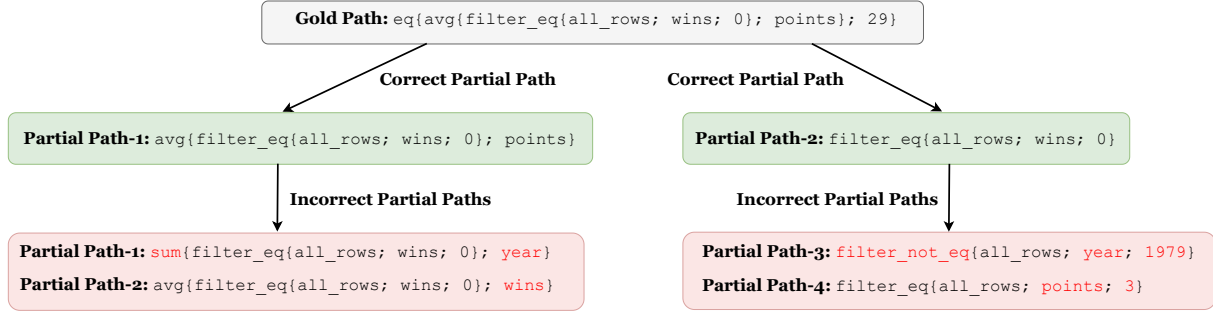 Gold Path: eq{avg{filter_eq{all_rows; wins; 0}; points}; 29}
Correct Partial Path
Correct Partial Path
Partial Path-1: avg{filter_eq{all_rows; wins; 0}; points}
Partial Path-2: filter_eq{all_rows; wins; 0}
Incorrect Partial Paths
Incorrect Partial Paths
Partial Path-1: sum{filter_eq{all_rows; wins; 0}; year}
Partial Path-2: avg{filter_eq{all_rows; wins; 0}; wins}
Partial Path-3: filter_not_eq{all_rows; year; 1979}
Partial Path-4: filter_eq{all_rows; points; 3}